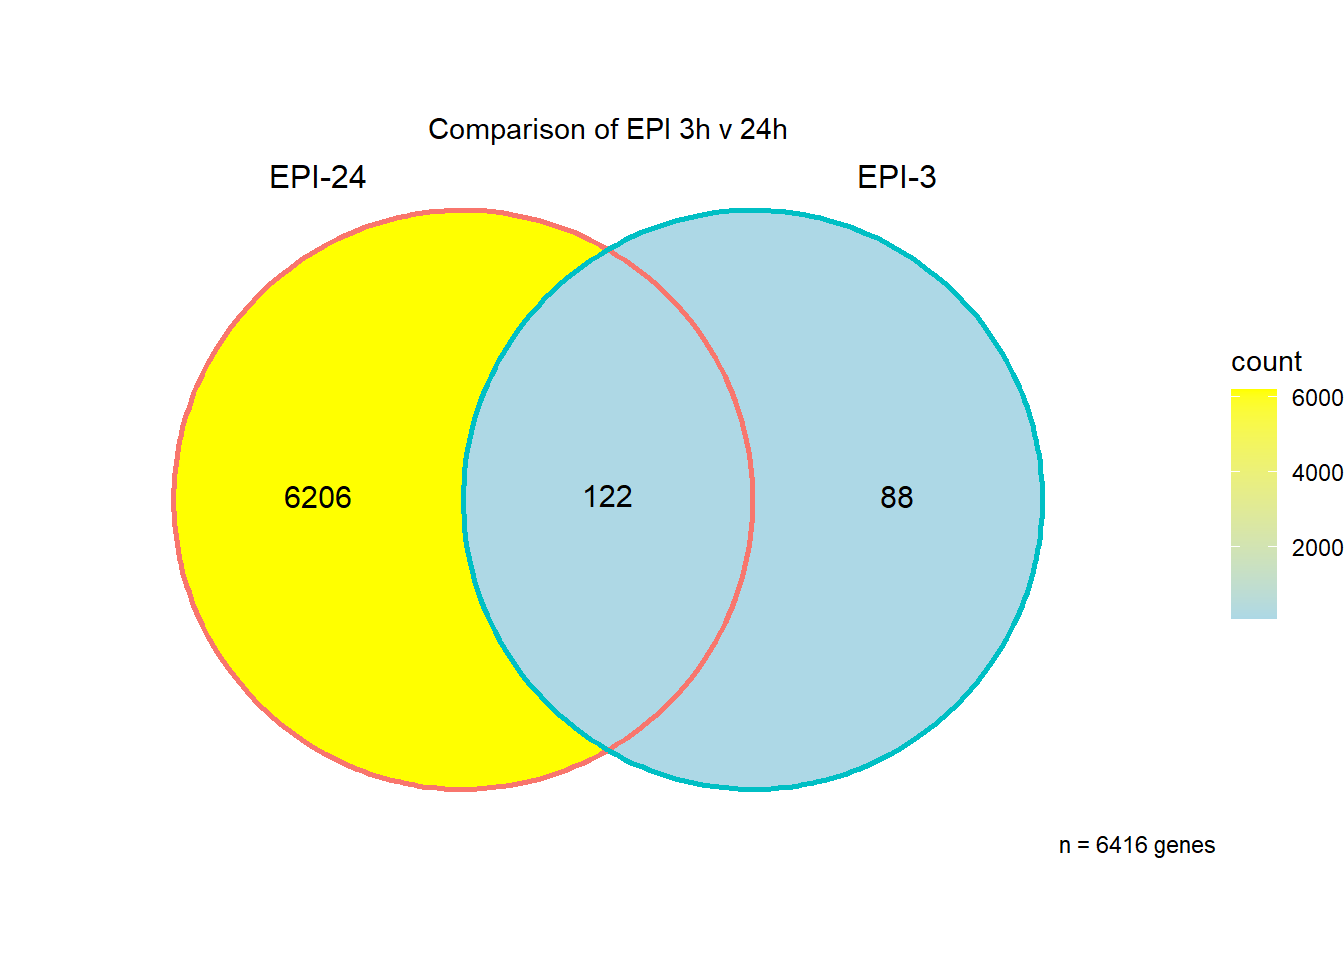 Comparison of EPI 3h v 24h
EPI-24
EPI-3
6206
122
88
count
6000
4000
2000
n = 6416 genes